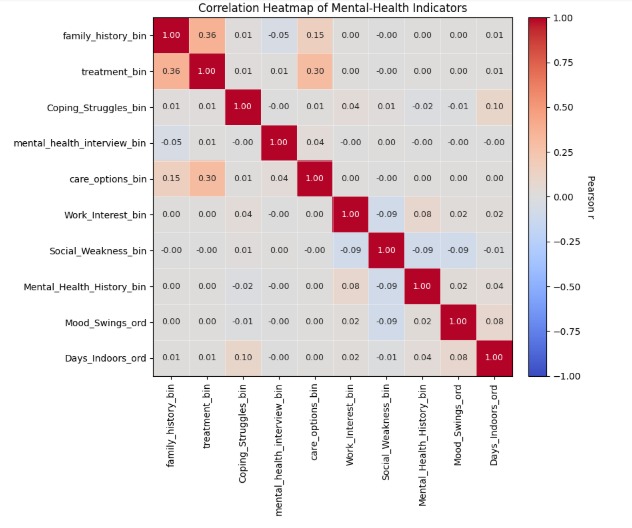 Correlation Heatmap of Mental-Health Indicators
family_history_bin 1.00 0.36 0.01 -0.05 0.15 0.00 -0.00 0.00 0.00 0.01
treatment_bin 0.36 1.00 0.01 0.01 0.30 0.00 -0.00 0.00 0.00 0.01
Coping_Struggles_bin 0.01 0.01 1.00 -0.00 0.01 0.04 0.01 -0.02 -0.01 0.10
mental_health_interview_bin -0.05 0.01 -0.00 1.00 0.04 -0.00 0.00 -0.00 -0.00 -0.00
care_options_bin 0.15 0.30 0.01 0.04 1.00 0.00 -0.00 0.00 0.00 0.00
Work_Interest_bin 0.00 0.00 0.04 -0.00 0.00 1.00 -0.09 0.08 0.02 0.02
Social_Weakness_bin -0.00 -0.00 0.01 0.00 -0.00 -0.09 1.00 -0.09 -0.09 -0.01
Mental_Health_History_bin 0.00 0.00 -0.02 -0.00 0.00 0.08 -0.09 1.00 0.02 0.04
Mood_Swings_ord 0.00 0.00 -0.01 -0.00 0.00 0.02 -0.09 0.02 1.00 0.08
Days_Indoors_ord 0.01 0.01 0.10 -0.00 0.00 0.02 -0.01 0.04 0.08 1.00
family_history_bin
treatment_bin
Coping_Struggles_bin
mental_health_interview_bin
care_options_bin
Work_Interest_bin
Social_Weakness_bin
Mental_Health_History_bin
Mood_Swings_ord
Days_Indoors_ord
1.00
0.75
0.50
0.25
0.00
−0.25
−0.50
−0.75
−1.00
Pearson r